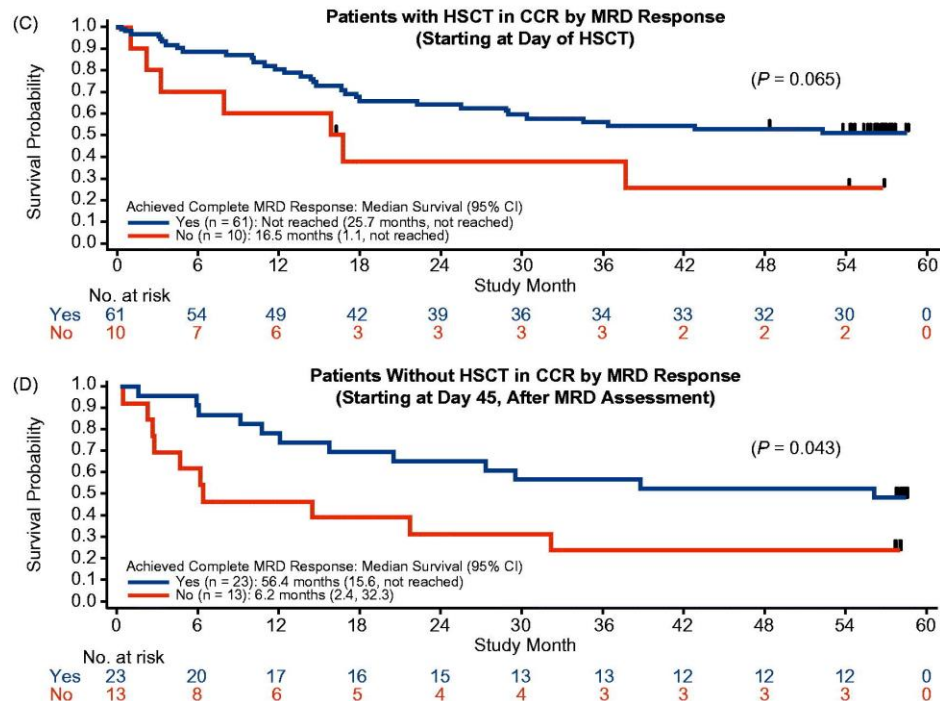 (C)
Patients with HSCT in CCR by MRD Response
(Starting at Day of HSCT)
(P = 0.065)
Survival Probability
1.0
0.9
0.8
0.7
0.6
0.5
0.4
0.3
0.2
0.1
0.0
Achieved Complete MRD Response: Median Survival (95% CI)
Yes (n = 61): Not reached (25.7 months, not reached)
No (n = 10): 16.5 months (1.1, not reached)
0 6 12 18 24 30 36 42 48 54 60
Study Month
No. at risk
Yes 61 54 49 42 39 36 34 33 32 30 0
No 10 7 6 3 3 3 3 2 2 2 0
(D)
Patients Without HSCT in CCR by MRD Response
(Starting at Day 45, After MRD Assessment)
(P = 0.043)
Survival Probability
1.0
0.9
0.8
0.7
0.6
0.5
0.4
0.3
0.2
0.1
0.0
Achieved Complete MRD Response: Median Survival (95% CI)
Yes (n = 23): 56.4 months (15.6, not reached)
No (n = 13): 6.2 months (2.4, 32.3)
0 6 12 18 24 30 36 42 48 54 60
Study Month
No. at risk
Yes 23 20 17 16 15 13 13 12 12 12 0
No 13 8 6 5 4 4 3 3 3 3 0